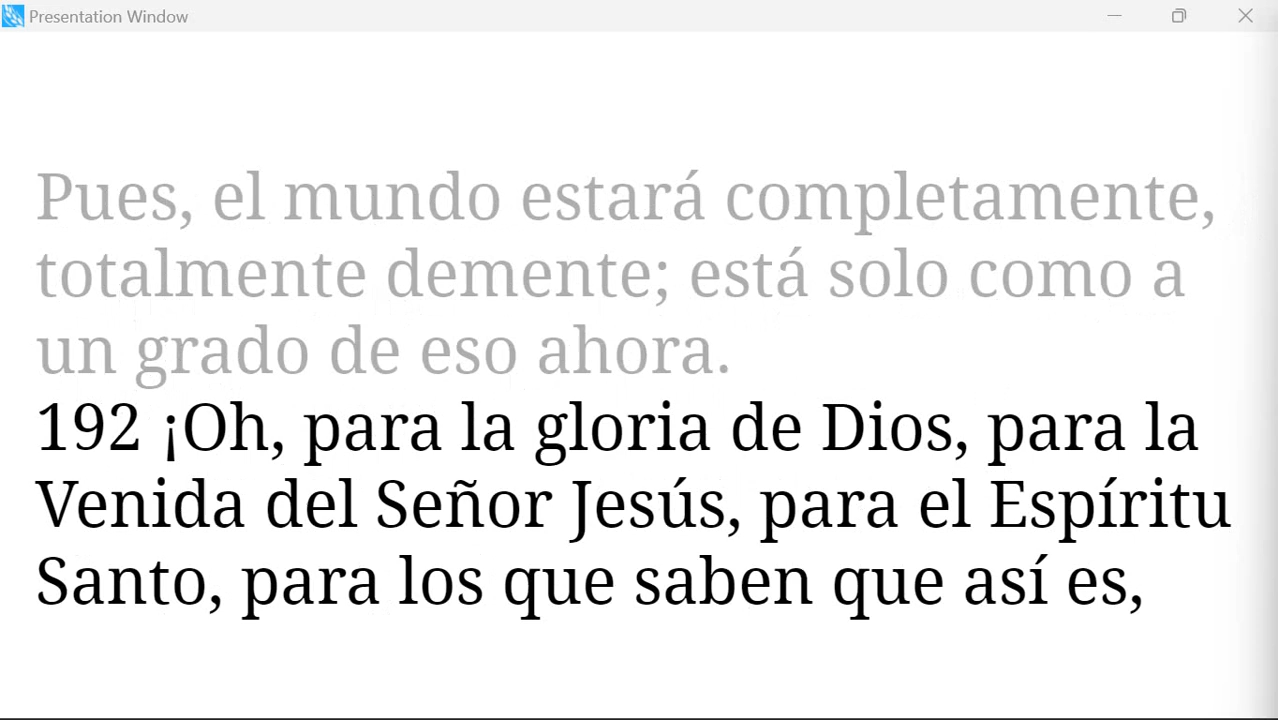 Presentation Window
Pues, el mundo estará completamente,
totalmente demente; está solo como a
un grado de eso ahora.
192 ¡Oh, para la gloria de Dios, para la
Venida del Señor Jesús, para el Espíritu
Santo, para los que saben que así es,